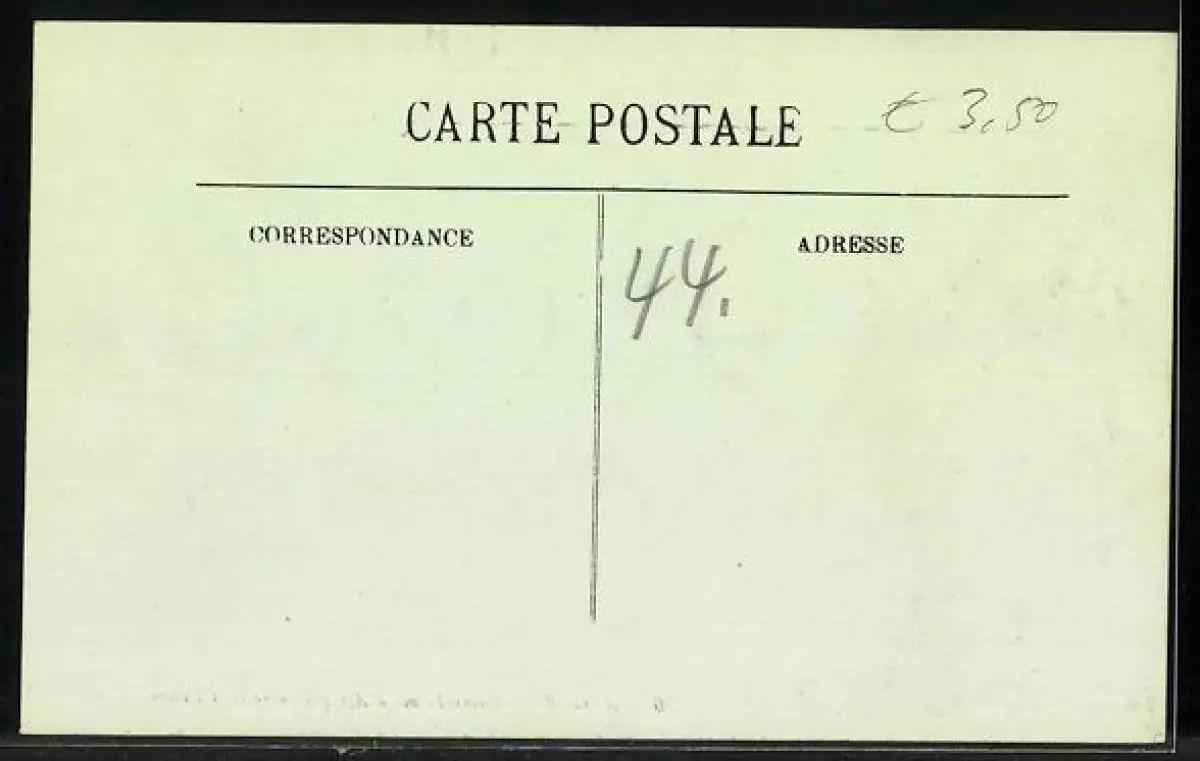 CARTE POSTALE € 3,50
CORRESPONDANCE
ADRESSE
44.